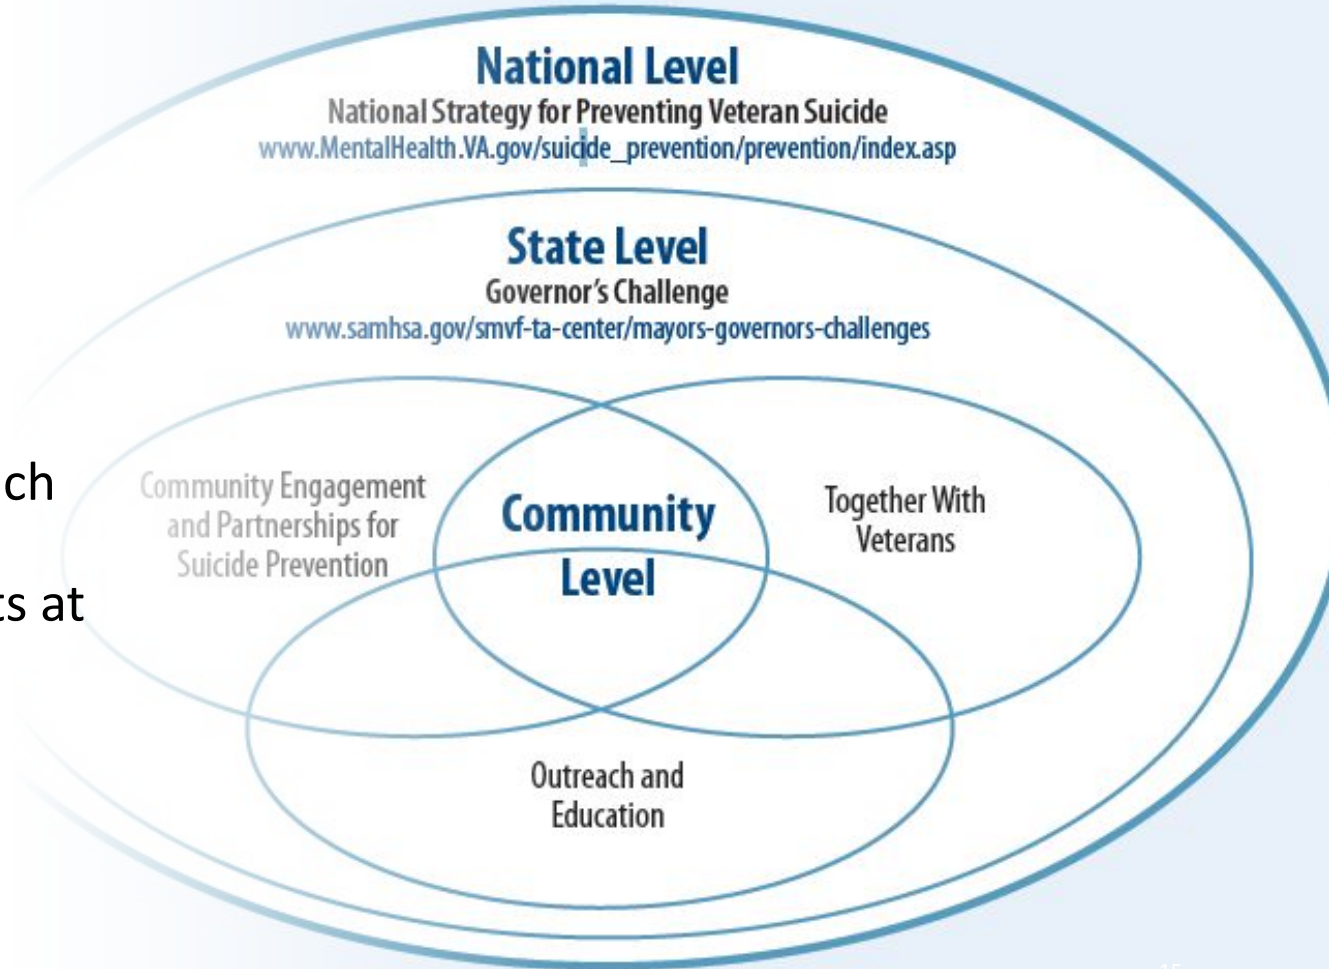 National Level
National Strategy for Preventing Veteran Suicide
www.MentalHealth.VA.gov/suicide_prevention/prevention/index.asp
State Level
Governor's Challenge
www.samhsa.gov/smvf-ta-center/mayors-governors-challenges
ch
ts at
Community Engagement
and Partnerships for
Suicide Prevention
Community
Level
Together With
Veterans
Outreach and
Education
15